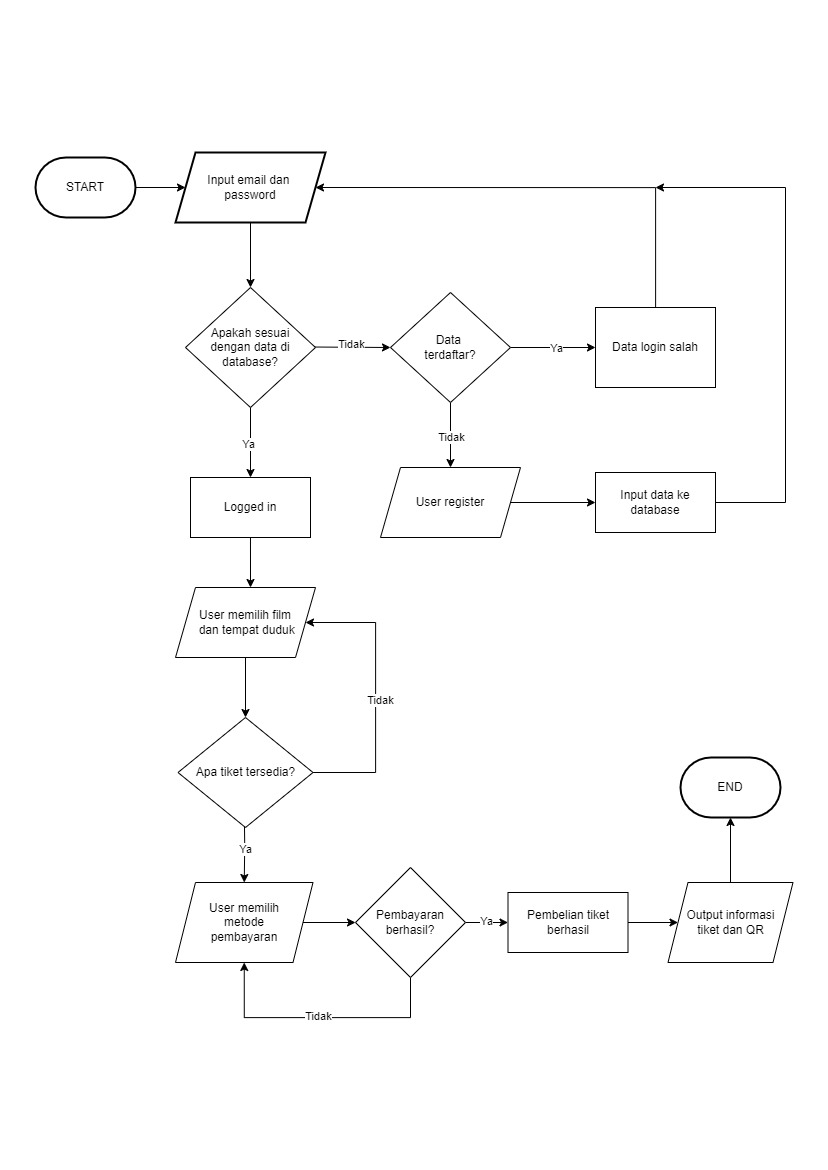 START
Input email dan
password
Apakah sesuai
dengan data di
database?
Tidak
Data
terdaftar?
Ya
Data login salah
Ya
Tidak
Logged in
User register
Input data ke
database
User memilih film
dan tempat duduk
Tidak
Apa tiket tersedia?
END
Ya
User memilih
metode
pembayaran
Pembayaran
berhasil?
Ya
Pembelian tiket
berhasil
Output informasi
tiket dan QR
Tidak